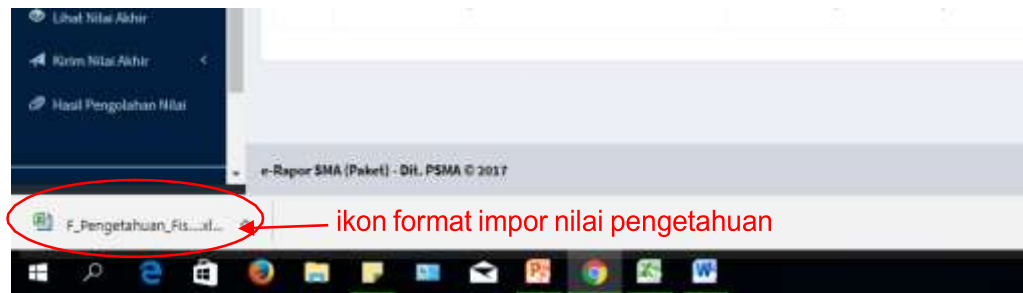 Lihat Nilai Akhir
Kirim Nilai Akhir
Hasil Pengolahan Nilai
e-Rapor SMA (Paket) - Dit. PSMA © 2017
F_Pengetahuan_Fis....xl...
ikon format impor nilai pengetahuan